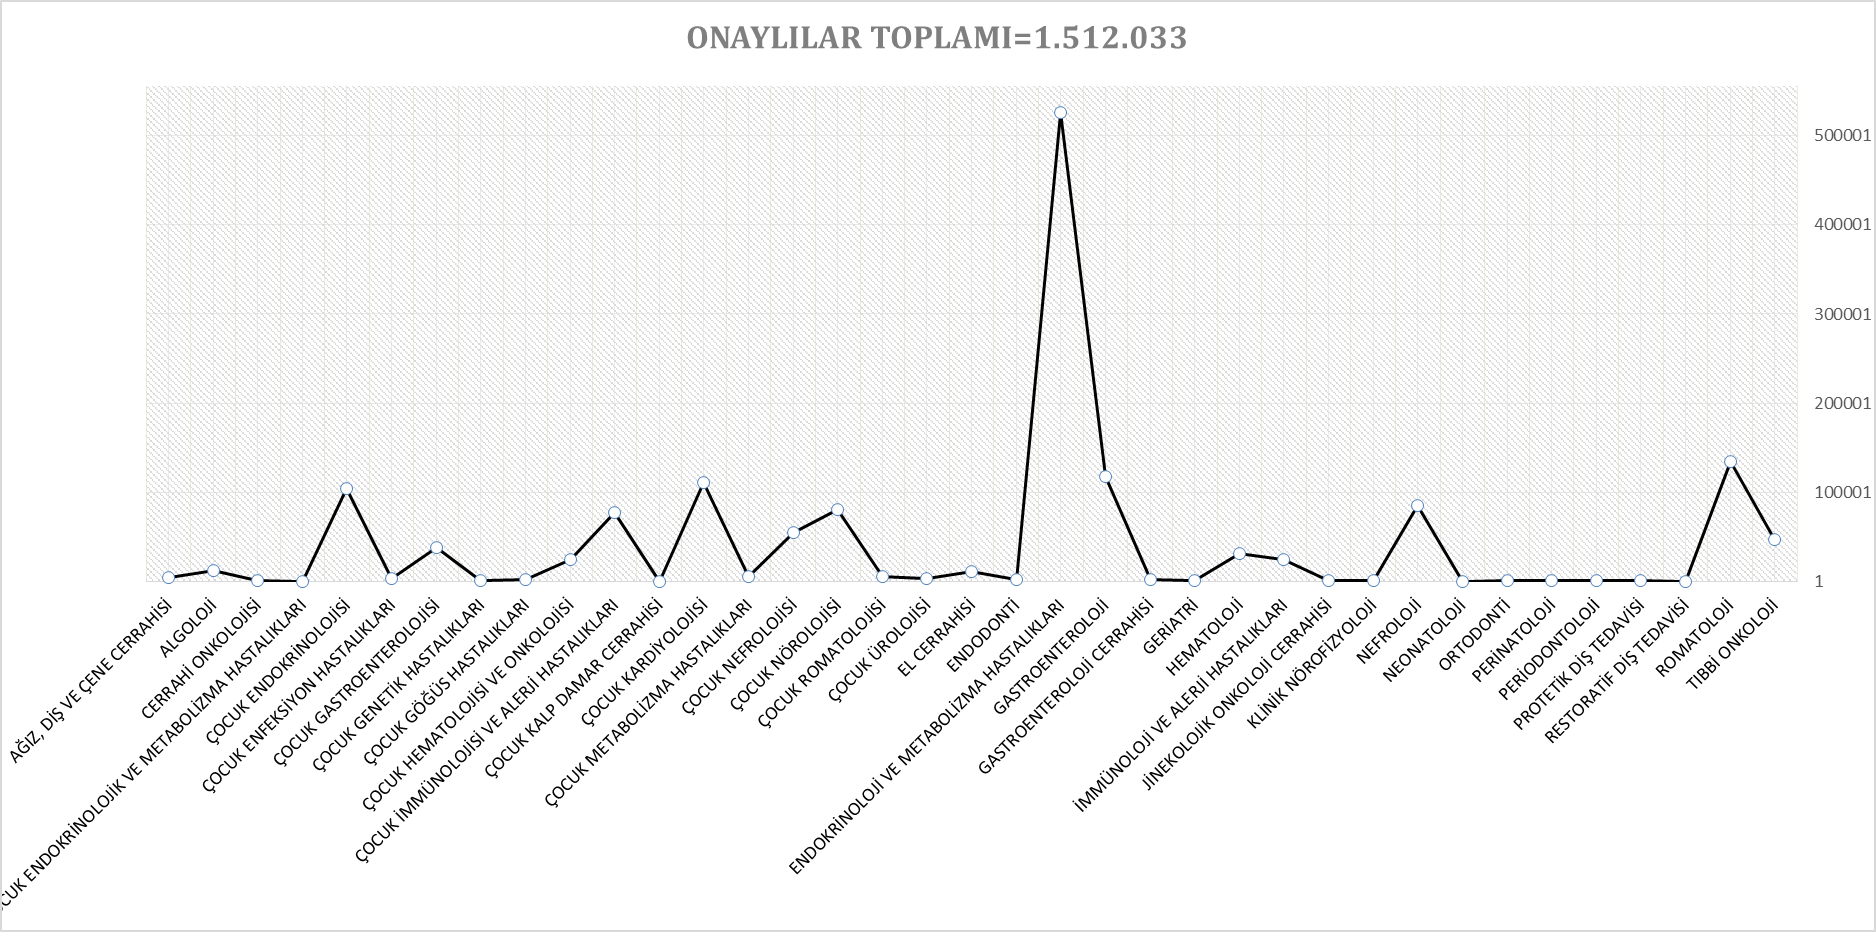 ONAYLILAR TOPLAMI=1.512.033
500001
400001
300001
200001
100001
1
AĞIZ, DİŞ VE ÇENE CERRAHİSİ
ALGOLOJİ
CERRAHİ ONKOLOJİSİ
CUK ENDOKRİNOLOJİK VE METABOLİZMA HASTALIKLARI
ÇOCUK ENDOKRİNOLOJİSİ
ÇOCUK ENFEKSİYON HASTALIKLARI
ÇOCUK GASTROENTEROLOJİSİ
ÇOCUK GENETİK HASTALIKLARI
ÇOCUK GÖĞÜS HASTALIKLARI
ÇOCUK HEMATOLOJİSİ VE ONKOLOJİSİ
ÇOCUK İMMÜNOLOJİSİ VE ALERJİ HASTALIKLARI
ÇOCUK KALP DAMAR CERRAHİSİ
ÇOCUK KARDİYOLOJİSİ
ÇOCUK METABOLİZMA HASTALIKLARI
ÇOCUK NEFROLOJİSİ
ÇOCUK NÖROLOJİSİ
ÇOCUK ROMATOLOJİSİ
ÇOCUK ÜROLOJİSİ
EL CERRAHİSİ
ENDODONTİ
ENDOKRİNOLOJİ VE METABOLİZMA HASTALIKLARI
GASTROENTEROLOJİ
GASTROENTEROLOJİ CERRAHİSİ
GERİATRİ
HEMATOLOJİ
İMMÜNOLOJİ VE ALERJİ HASTALIKLARI
JİNEKOLOJİK ONKOLOJİ CERRAHİSİ
KLİNİK NÖROFİZYOLOJİ
NEFROLOJİ
NEONATOLOJİ
ORTODONTİ
PERİNATOLOJİ
PERİODONTOLOJİ
PROTETİK DİŞ TEDAVİSİ
RESTORATİF DİŞ TEDAVİSİ
ROMATOLOJİ
TIBBİ ONKOLOJİ